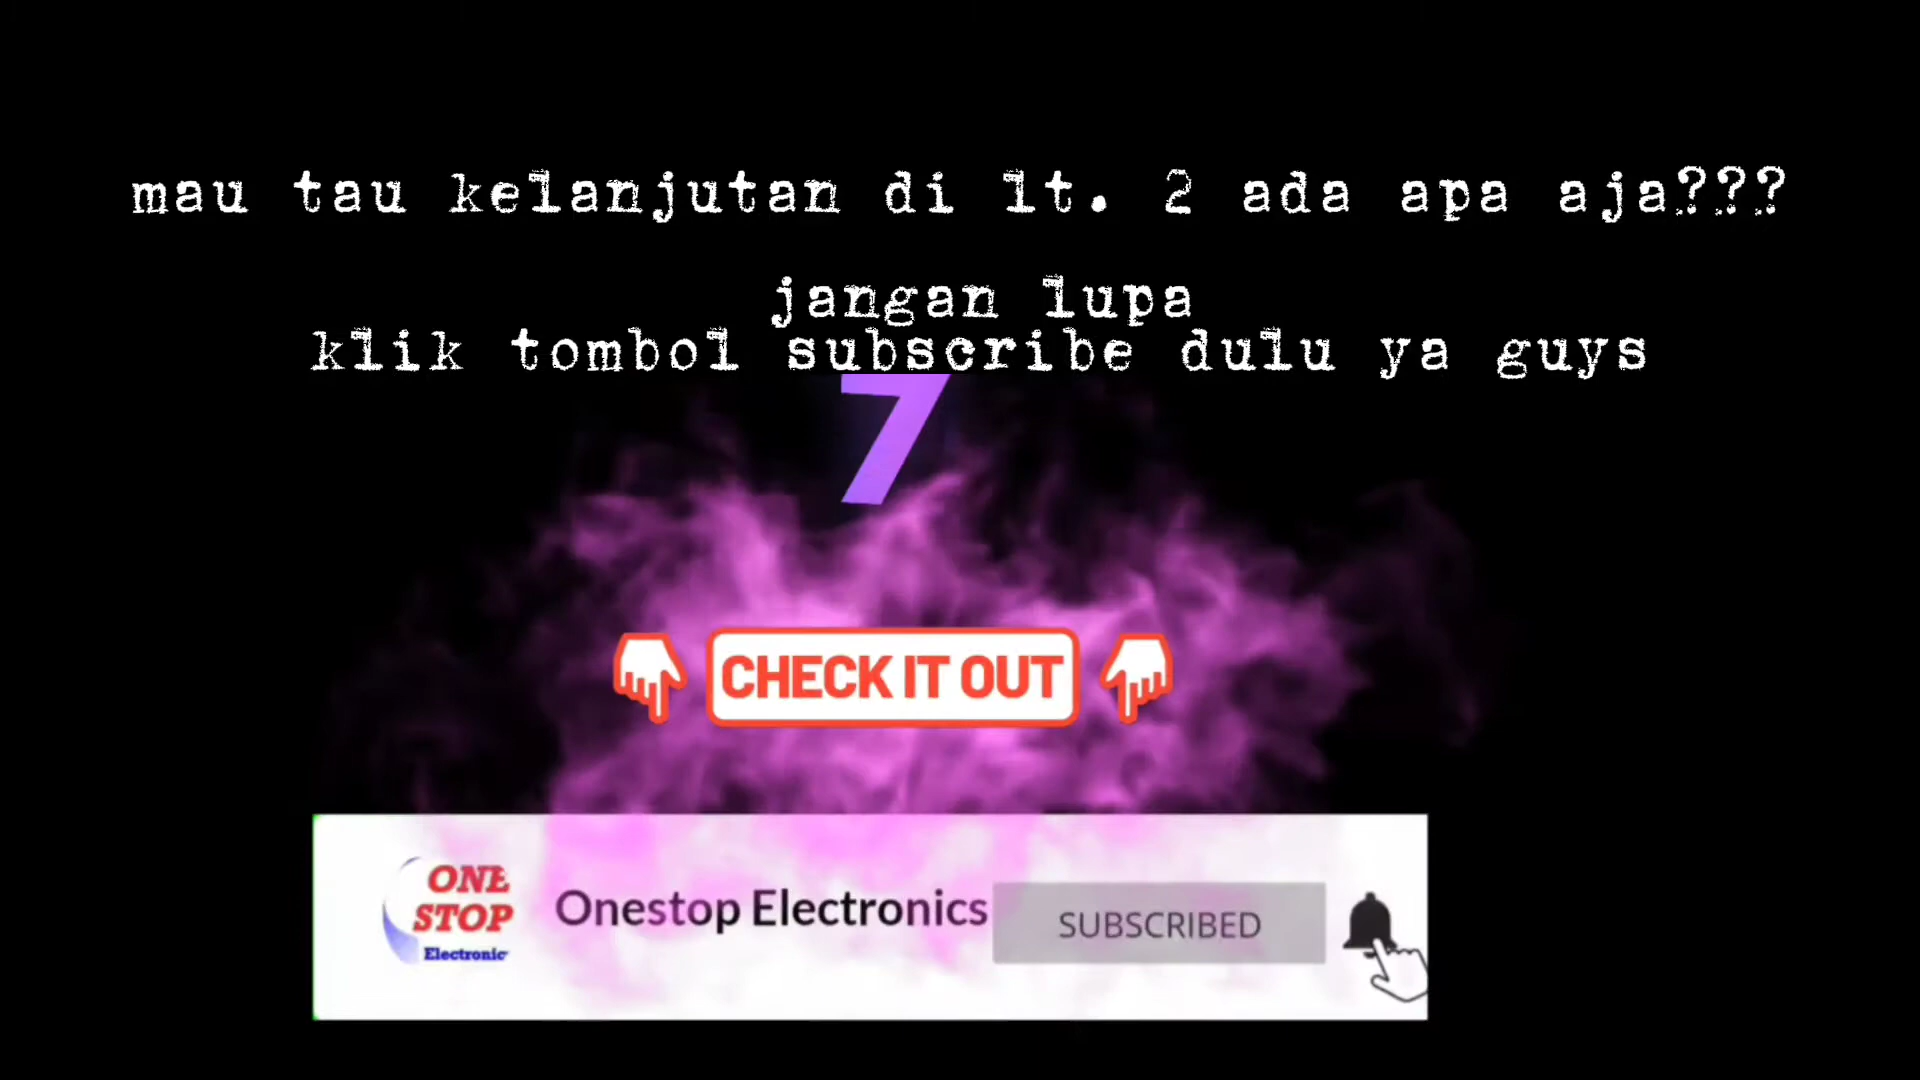 mau tau kelanjutan di lt. 2 ada apa aja???
jangan lupa
klik tombol subscribe dulu ya guys
7
CHECK IT OUT
ONE
STOP
Electronic
Onestop Electronics
SUBSCRIBED